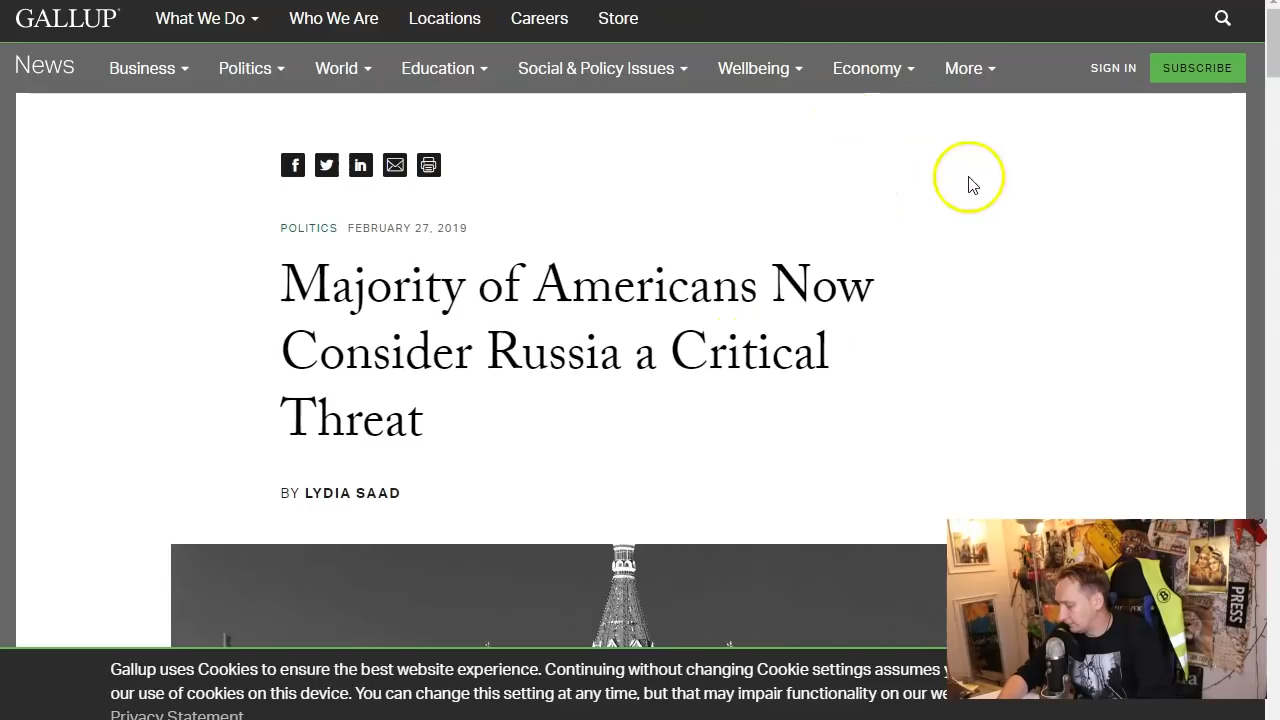 GALLUP®
What We Do
Who We Are
Locations
Careers
Store
News
Business
Politics
World
Education
Social & Policy Issues
Wellbeing
Economy
More
SIGN IN
SUBSCRIBE
POLITICS FEBRUARY 27, 2019
Majority of Americans Now
Consider Russia a Critical
Threat
BY LYDIA SAAD
PRESS
Gallup uses Cookies to ensure the best website experience. Continuing without changing Cookie settings assumes
our use of cookies on this device. You can change this setting at any time, but that may impair functionality on our
Privacy Statement